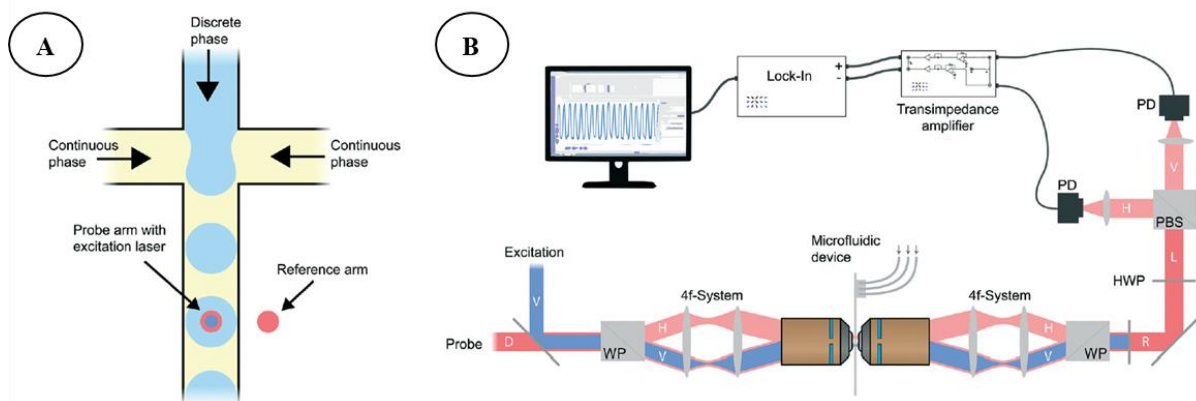 A
Discrete
phase
Continuous
phase
Continuous
phase
Probe arm with
excitation laser
Reference arm
B
Lock-In
+
-
Transimpedance
amplifier
PD
V
PD
H
PBS
L
HWP
Microfluidic
device
Excitation
V
4f-System
4f-System
Probe
D
WP
H
V
H
V
WP
R